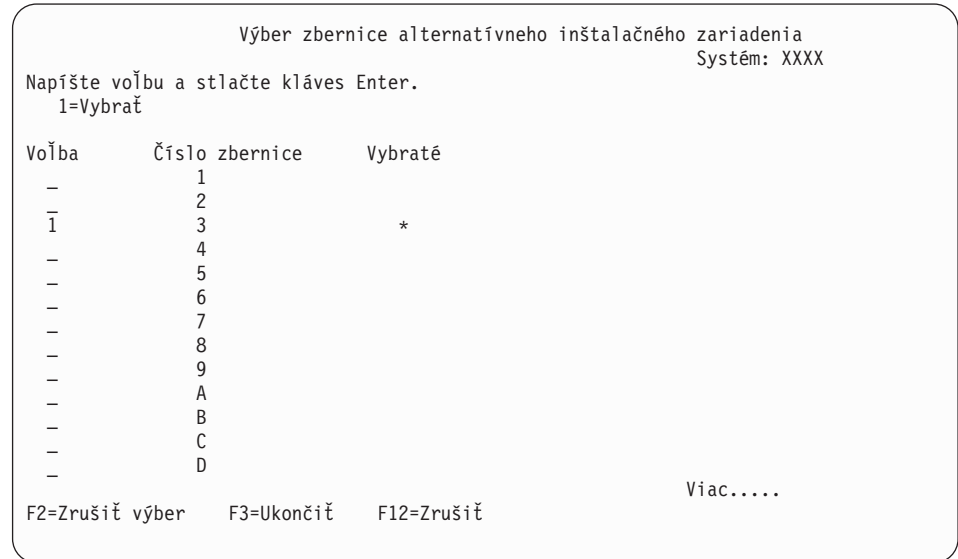 Výber zbernice alternatívneho inštalačného zariadenia
Systém: XXXX
Napíšte voľbu a stlačte kláves Enter.
1=Vybrať
Voľba Číslo zbernice Vybraté
_ 1
_ 2
1 3 *
_ 4
_ 5
_ 6
_ 7
_ 8
_ 9
_ A
_ B
_ C
_ D
Viac.....
F2=Zrušiť výber F3=Ukončiť F12=Zrušiť